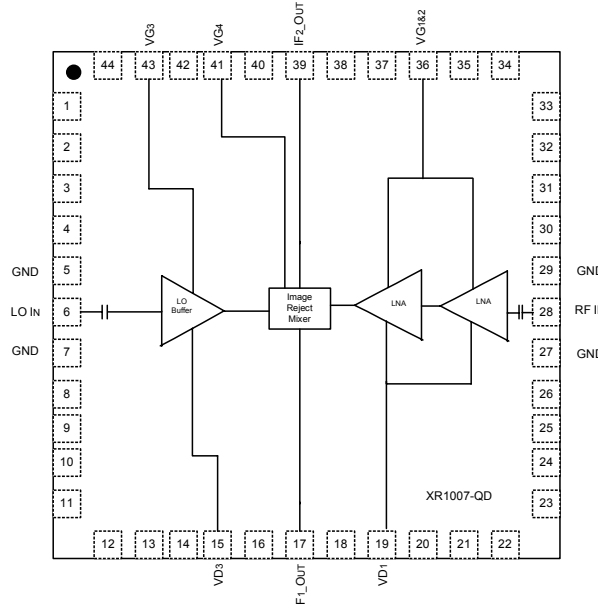 VG3
VG4
IF2_OUT
VG1&2
44 43 42 41 40 39 38 37 36 35 34
1
2
3
4
GND 5
LO IN 6
GND 7
8
9
10
11
33
32
31
30
29 GND
28 RF I
27 GND
26
25
24
23
LO
Buffer
Image
Reject
Mixer
LNA
LNA
XR1007-QD
12 13 14 15 16 17 18 19 20 21 22
VD3
F1_OUT
VD1